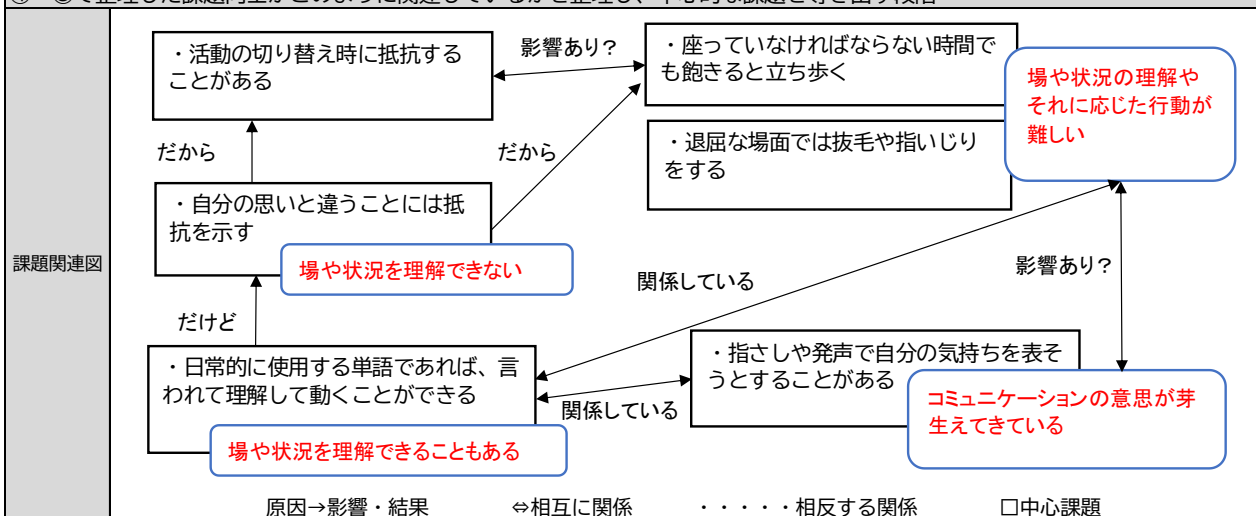 ・活動の切り替え時に抵抗する
ことがある
影響あり？
・座っていなければならない時間で
も飽きると立ち歩く
場や状況の理解や
それに応じた行動が
難しい
だから
だから
・退屈な場面では抜毛や指いじり
をする
・自分の思いと違うことには抵
抗を示す
場や状況を理解できない
課題関連図
関係している
影響あり？
だけど
・日常的に使用する単語であれば、言
われて理解して動くことができる
場や状況を理解できることもある
関係している
・指さしや発声で自分の気持ちを表そ
うとすることがある
コミュニケーションの意思が芽
生えてきている
原因→影響・結果　⇔相互に関係　・・・・・相反する関係　□中心課題